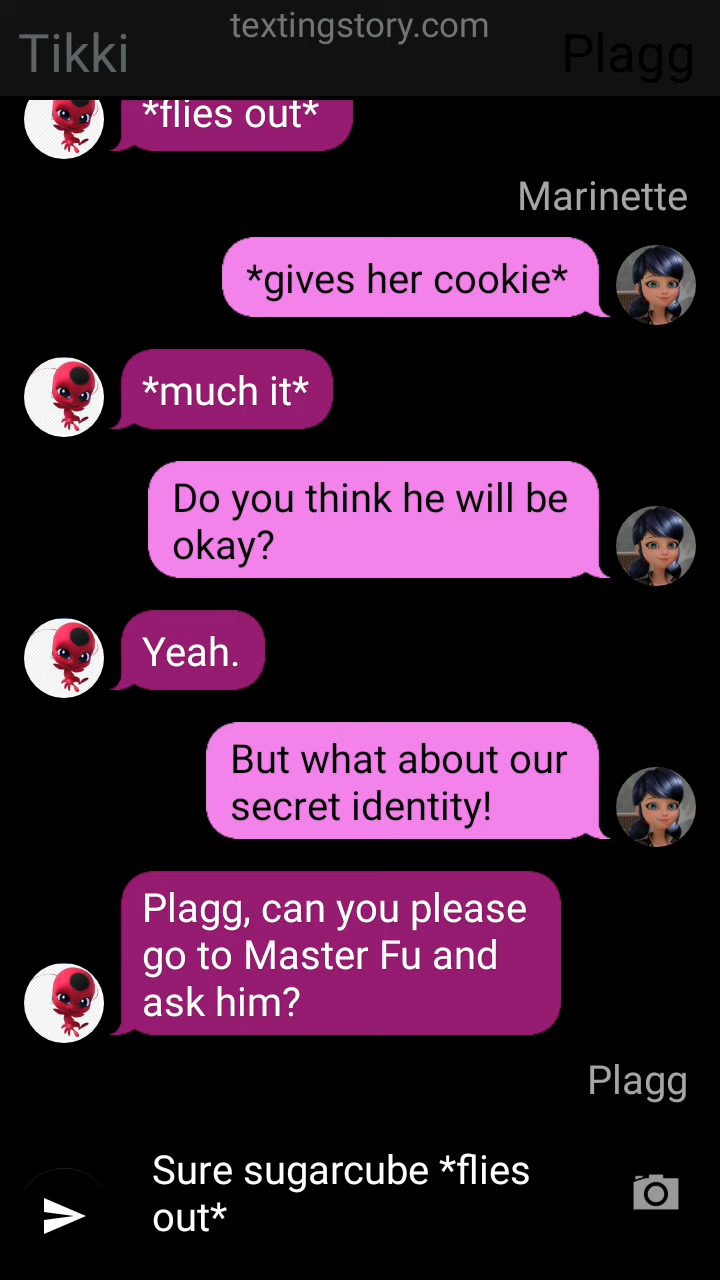 textingstory.com
Tikki
Plagg
*flies out*
Marinette
*gives her cookie*
*much it*
Do you think he will be
okay?
Yeah.
But what about our
secret identity!
Plagg, can you please
go to Master Fu and
ask him?
Plagg
Sure sugarcube *flies
out*